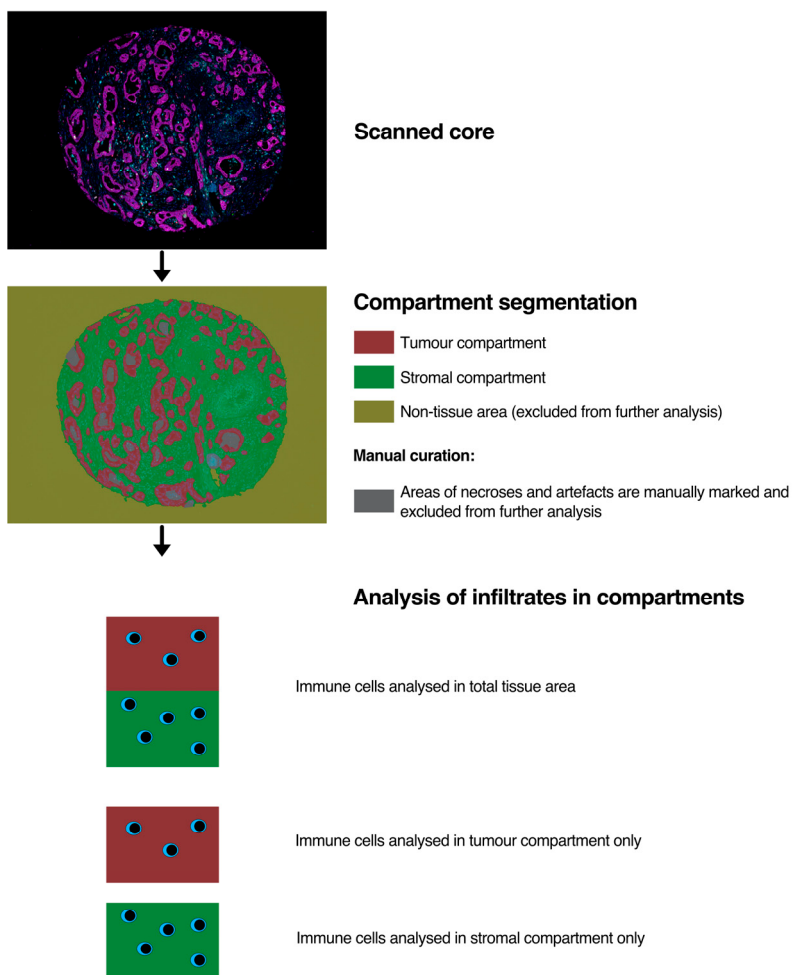 Scanned core
Compartment segmentation
Tumour compartment
Stromal compartment
Non-tissue area (excluded from further analysis)
Manual curation:
Areas of necroses and artefacts are manually marked and
excluded from further analysis
Analysis of infiltrates in compartments
Immune cells analysed in total tissue area
Immune cells analysed in tumour compartment only
Immune cells analysed in stromal compartment only